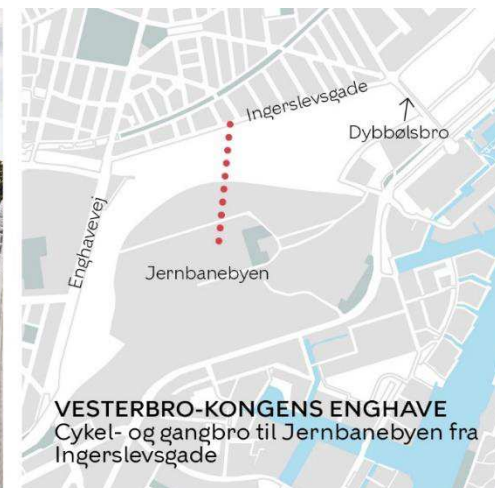 Ingerslevsgade
Dybbølsbro
Enghavevej
Jernbanebyen
VESTERBRO-KONGENS ENGHAVE
Cykel- og gangbro til Jernbanebyen fra
Ingerslevsgade